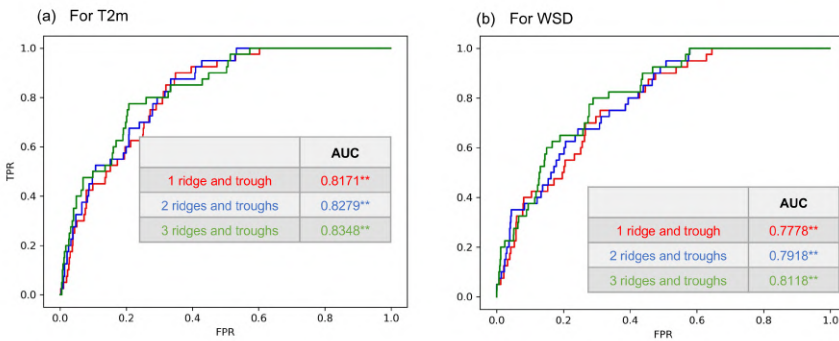 (a) For T2m
1.0
0.8
0.6
0.4
0.2
0.0
TPR
0.0 0.2 0.4 0.6 0.8 1.0
FPR
AUC
1 ridge and trough 0.8171**
2 ridges and troughs 0.8279**
3 ridges and troughs 0.8348**
(b) For WSD
1.0
0.8
0.6
0.4
0.2
0.0
0.0 0.2 0.4 0.6 0.8 1.0
FPR
AUC
1 ridge and trough 0.7778**
2 ridges and troughs 0.7918**
3 ridges and troughs 0.8118**